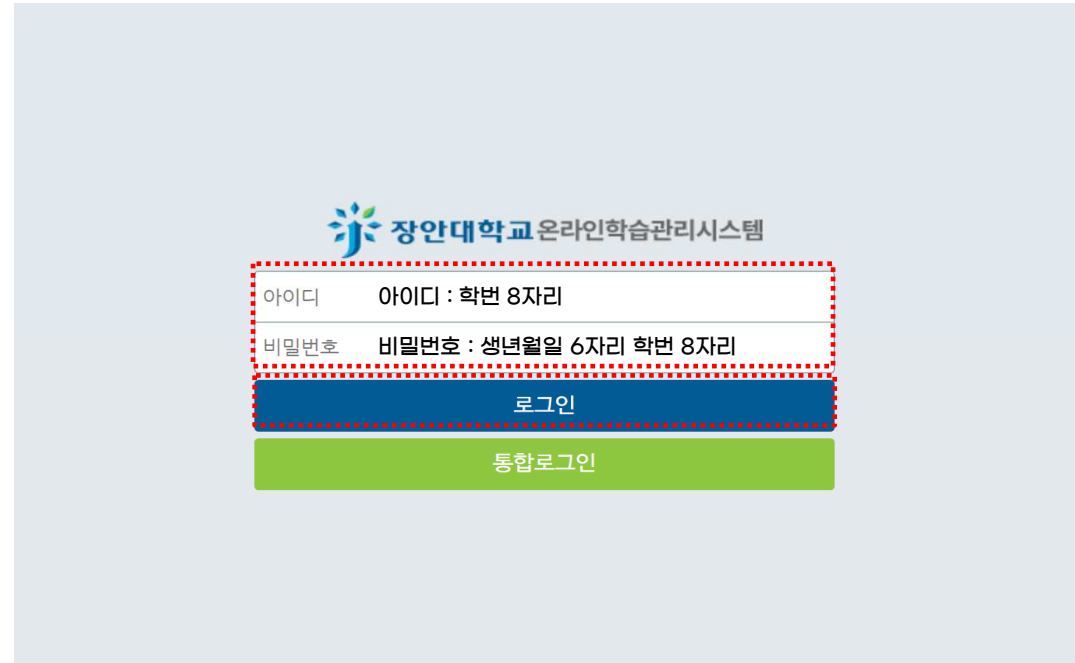 장안대학교 온라인학습관리시스템
아이디 아이디 : 학번 8자리
비밀번호 비밀번호 : 생년월일 6자리 학번 8자리
로그인
통합로그인